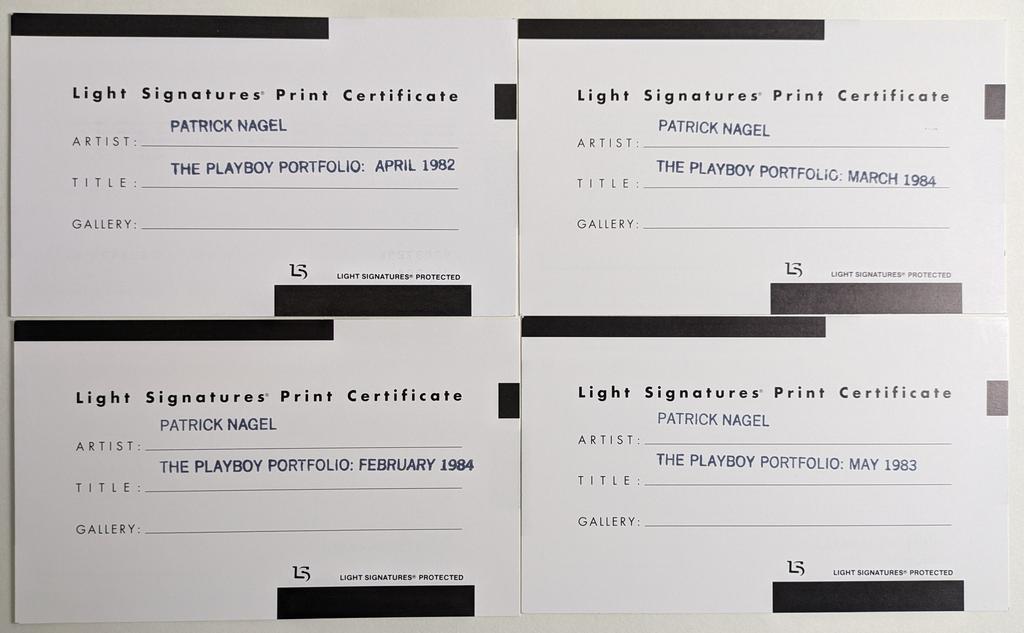 Light Signatures® Print Certificate
PATRICK NAGEL
ARTIST:
THE PLAYBOY PORTFOLIO: APRIL 1982
TITLE:
GALLERY:
LS
LIGHT SIGNATURES® PROTECTED
Light Signatures® Print Certificate
PATRICK NAGEL
ARTIST:
THE PLAYBOY PORTFOLIO: MARCH 1984
TITLE:
GALLERY:
LS
LIGHT SIGNATURES® PROTECTED
Light Signatures® Print Certificate
PATRICK NAGEL
ARTIST:
THE PLAYBOY PORTFOLIO: FEBRUARY 1984
TITLE:
GALLERY:
LS
LIGHT SIGNATURES® PROTECTED
Light Signatures® Print Certificate
PATRICK NAGEL
ARTIST:
THE PLAYBOY PORTFOLIO: MAY 1983
TITLE:
GALLERY:
LS
LIGHT SIGNATURES® PROTECTED